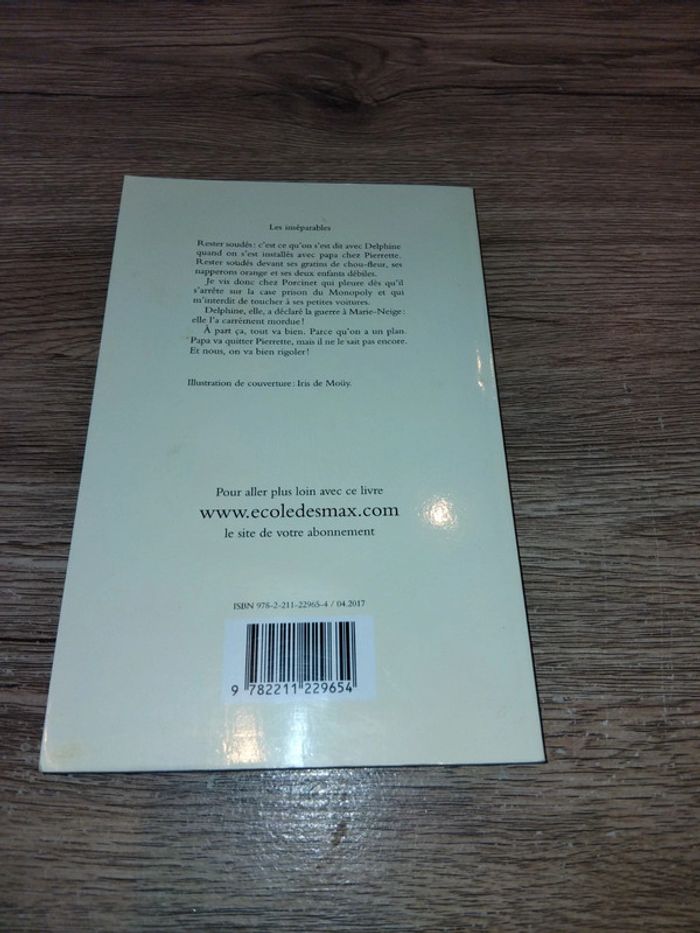 Les inséparables
Rester soudés : c'est ce qu'on s'est dit avec Delphine
quand on s'est installés avec papa chez Pierrette.
Rester soudés devant ses gratins de chou-fleur, ses
napperons orange et ses deux enfants débiles.
Je vis donc chez Porcinet qui pleure dès qu'il
s'arrête sur la case prison du Monopoly et qui
m'interdit de toucher à ses petites voitures.
Delphine, elle, a déclaré la guerre à Marie-Neige :
elle l'a carrément mordue !
À part ça, tout va bien. Parce qu'on a un plan.
Papa va quitter Pierrette, mais il ne le sait pas encore.
Et nous, on va bien rigoler !
Illustration de couverture : Iris de Moüy.
Pour aller plus loin avec ce livre
www.ecoledesmax.com
le site de votre abonnement
ISBN 978-2-211-22965-4 / 04.2017
9 782211 229654